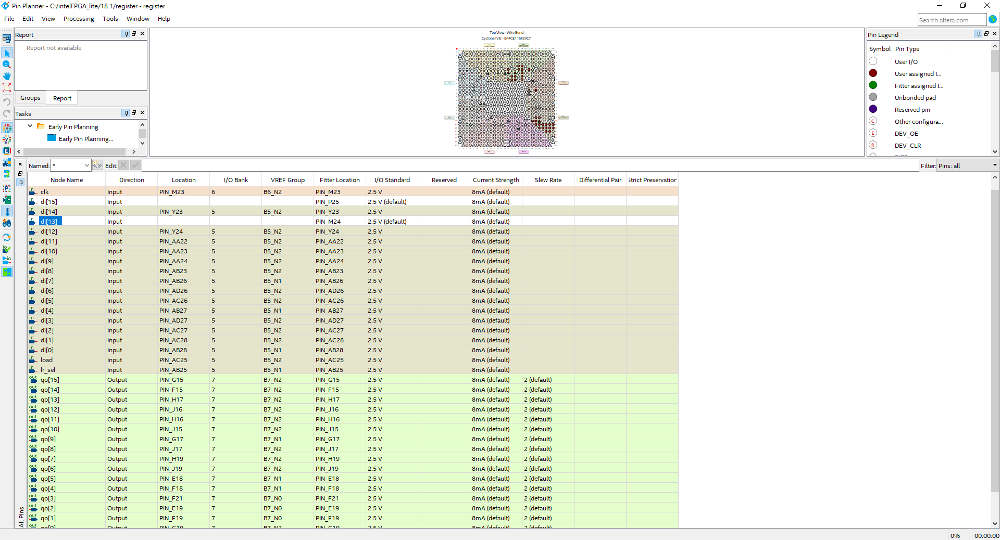 Pin Planner - C:/intelFPGA_lite/18.1/register - register
File Edit View Processing Tools Window Help
Search altera.com
Report
Report not available
Groups Report
Tasks
Early Pin Planning
Early Pin Planning...
Top View - Wire Bond
Cyclone IV E - EP4CE115F29C7
Pin Legend
Symbol Pin Type
User I/O
User assigned I...
Fitter assigned I...
Unbonded pad
Reserved pin
C Other configura...
E DEV_OE
R DEV_CLR
Named: * Edit: Filter: Pins: all
Node Name Direction Location I/O Bank VREF Group Fitter Location I/O Standard Reserved Current Strength Slew Rate Differential Pair Strict Preservation
in clk Input PIN_M23 6 B6_N2 PIN_M23 2.5 V 8mA (default)
in di[15] Input PIN_P25 2.5 V (default) 8mA (default)
in di[14] Input PIN_Y23 5 B5_N2 PIN_Y23 2.5 V 8mA (default)
in di[13] Input PIN_M24 2.5 V (default) 8mA (default)
in di[12] Input PIN_Y24 5 B5_N2 PIN_Y24 2.5 V 8mA (default)
in di[11] Input PIN_AA22 5 B5_N2 PIN_AA22 2.5 V 8mA (default)
in di[10] Input PIN_AA23 5 B5_N2 PIN_AA23 2.5 V 8mA (default)
in di[9] Input PIN_AA24 5 B5_N2 PIN_AA24 2.5 V 8mA (default)
in di[8] Input PIN_AB23 5 B5_N2 PIN_AB23 2.5 V 8mA (default)
in di[7] Input PIN_AB26 5 B5_N1 PIN_AB26 2.5 V 8mA (default)
in di[6] Input PIN_AD26 5 B5_N2 PIN_AD26 2.5 V 8mA (default)
in di[5] Input PIN_AC26 5 B5_N2 PIN_AC26 2.5 V 8mA (default)
in di[4] Input PIN_AB27 5 B5_N1 PIN_AB27 2.5 V 8mA (default)
in di[3] Input PIN_AD27 5 B5_N2 PIN_AD27 2.5 V 8mA (default)
in di[2] Input PIN_AC27 5 B5_N2 PIN_AC27 2.5 V 8mA (default)
in di[1] Input PIN_AC28 5 B5_N2 PIN_AC28 2.5 V 8mA (default)
in di[0] Input PIN_AB28 5 B5_N1 PIN_AB28 2.5 V 8mA (default)
in load Input PIN_AC25 5 B5_N2 PIN_AC25 2.5 V 8mA (default)
in lr_sel Input PIN_AB25 5 B5_N1 PIN_AB25 2.5 V 8mA (default)
out qo[15] Output PIN_G15 7 B7_N2 PIN_G15 2.5 V 8mA (default) 2 (default)
out qo[14] Output PIN_F15 7 B7_N2 PIN_F15 2.5 V 8mA (default) 2 (default)
out qo[13] Output PIN_H17 7 B7_N2 PIN_H17 2.5 V 8mA (default) 2 (default)
out qo[12] Output PIN_J16 7 B7_N2 PIN_J16 2.5 V 8mA (default) 2 (default)
out qo[11] Output PIN_H16 7 B7_N2 PIN_H16 2.5 V 8mA (default) 2 (default)
out qo[10] Output PIN_J15 7 B7_N2 PIN_J15 2.5 V 8mA (default) 2 (default)
out qo[9] Output PIN_G17 7 B7_N1 PIN_G17 2.5 V 8mA (default) 2 (default)
out qo[8] Output PIN_J17 7 B7_N2 PIN_J17 2.5 V 8mA (default) 2 (default)
out qo[7] Output PIN_H19 7 B7_N2 PIN_H19 2.5 V 8mA (default) 2 (default)
out qo[6] Output PIN_J19 7 B7_N2 PIN_J19 2.5 V 8mA (default) 2 (default)
out qo[5] Output PIN_E18 7 B7_N1 PIN_E18 2.5 V 8mA (default) 2 (default)
out qo[4] Output PIN_F18 7 B7_N1 PIN_F18 2.5 V 8mA (default) 2 (default)
out qo[3] Output PIN_F21 7 B7_N0 PIN_F21 2.5 V 8mA (default) 2 (default)
out qo[2] Output PIN_E19 7 B7_N0 PIN_E19 2.5 V 8mA (default) 2 (default)
out qo[1] Output PIN_F19 7 B7_N0 PIN_F19 2.5 V 8mA (default) 2 (default)
out qo[0] Output PIN_G19 7 B7_N2 PIN_G19 2.5 V 8mA (default) 2 (default)
All Pins
0% 00:00:00